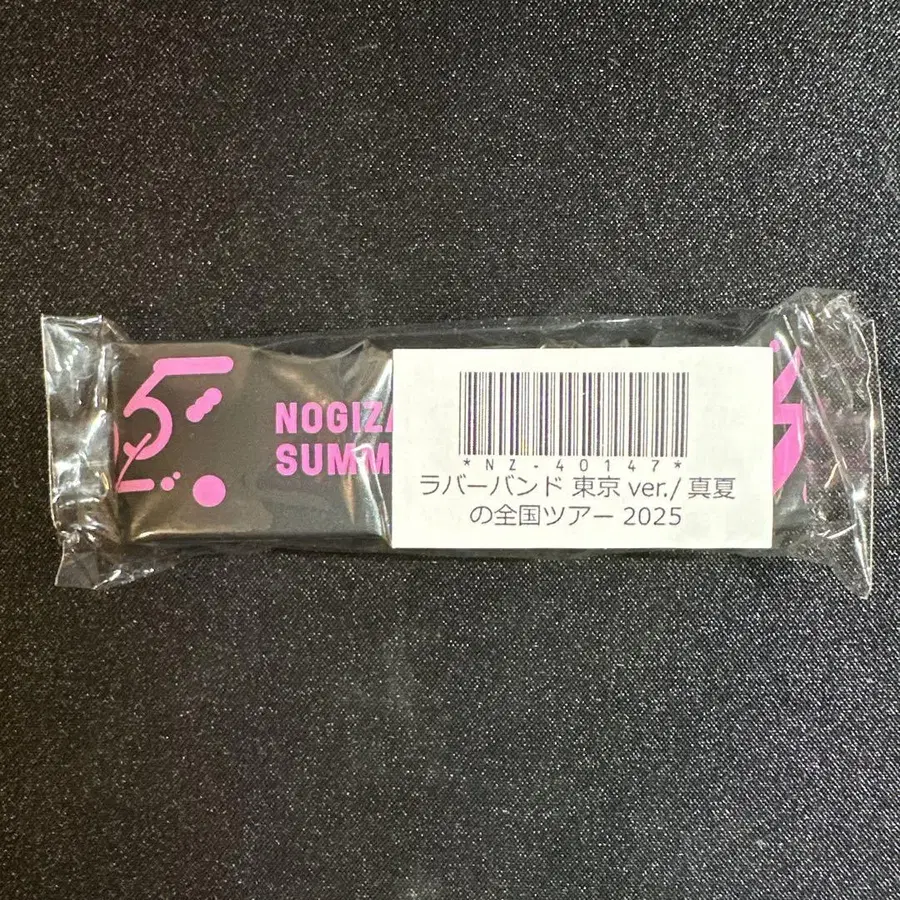 NOGIZA
SUMM
*NZ-40147*
ラバーバンド 東京 ver./ 真夏
の全国ツアー 2025